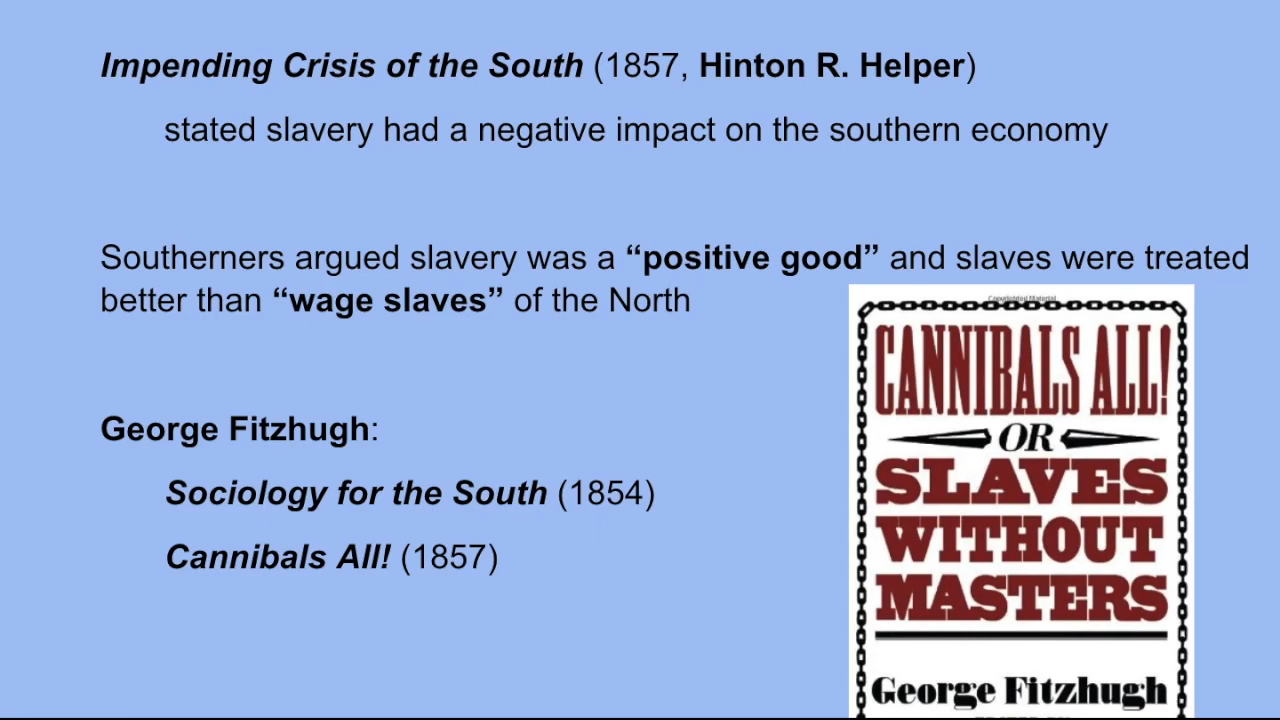 Impending Crisis of the South (1857, Hinton R. Helper)
stated slavery had a negative impact on the southern economy
Southerners argued slavery was a “positive good” and slaves were treated
better than “wage slaves” of the North
George Fitzhugh:
Sociology for the South (1854)
Cannibals All! (1857)
Copyrighted Material
CANNIBALS ALL!
OR
SLAVES
WITHOUT
MASTERS
George Fitzhugh